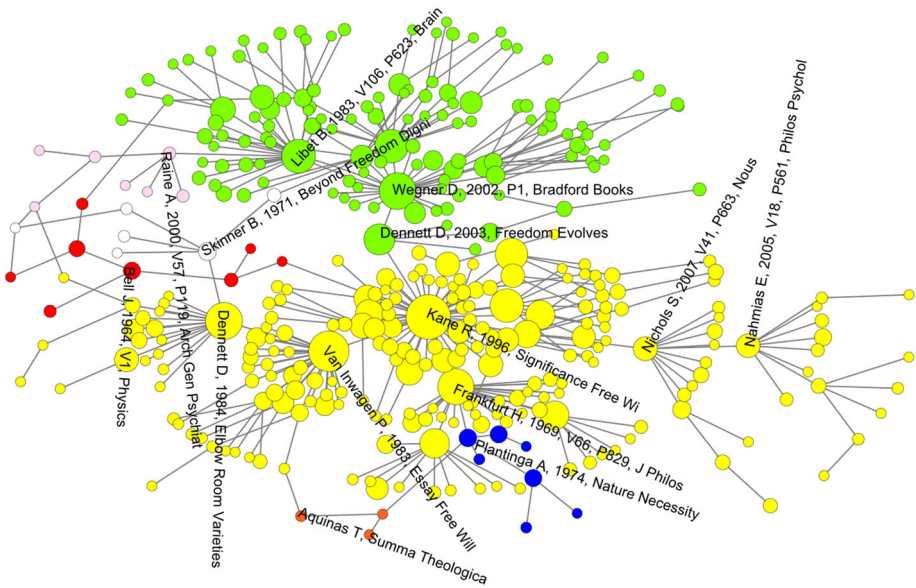 Libet B, 1983, V106, P623, Brain
Skinner B, 1971, Beyond Freedom Digni
Wegner D, 2002, P1, Bradford Books
Dennett D, 2003, Freedom Evolves
Raine A, 2000, V57, P119, Arch Gen Psychiat
Bell J, 1964, V1, Physics
Dennett D, 1984, Elbow Room Varieties
Van Inwagen P, 1983, Essay Free Will
Kane R, 1996, Significance Free Wi
Nichols S, 2007, V41, P663, Nous
Nahmias E, 2005, V18, P561, Philos Psychol
Frankfurt H, 1969, V66, P829, J Philos
Plantinga A, 1974, Nature Necessity
Aquinas T, Summa Theologica